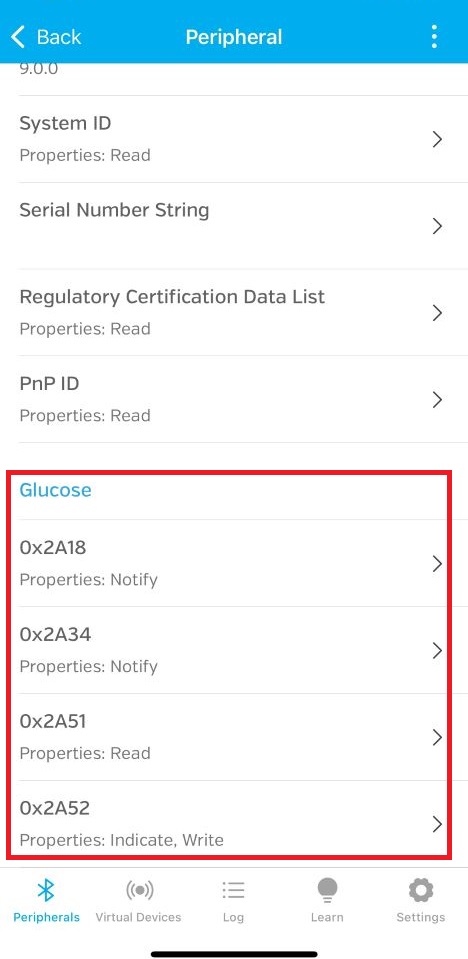 Back
Peripheral
9.0.0
System ID
Properties: Read
Serial Number String
Regulatory Certification Data List
Properties: Read
PnP ID
Properties: Read
Glucose
0x2A18
Properties: Notify
0x2A34
Properties: Notify
0x2A51
Properties: Read
0x2A52
Properties: Indicate, Write
Peripherals
Virtual Devices
Log
Learn
Settings